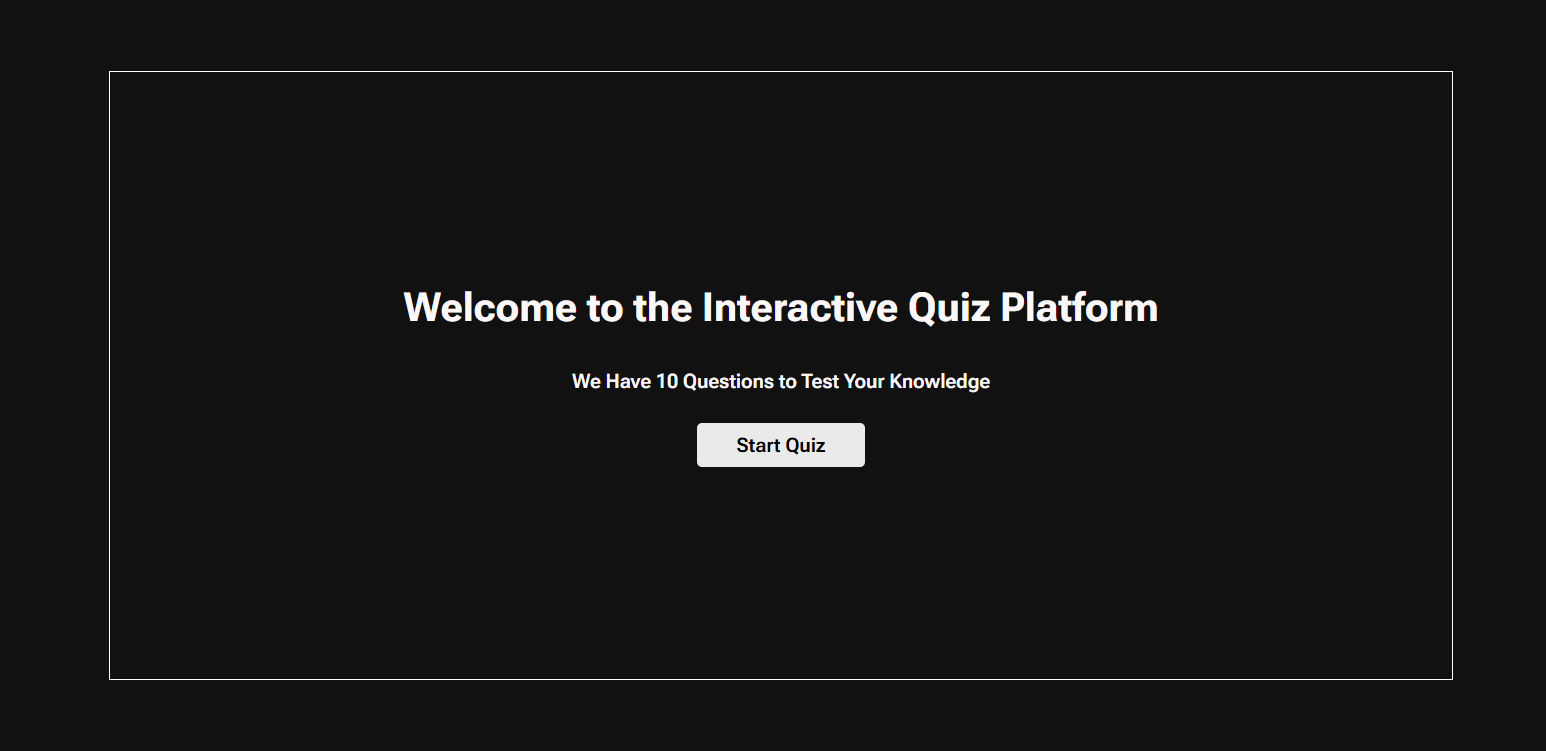 Welcome to the Interactive Quiz Platform
We Have 10 Questions to Test Your Knowledge
Start Quiz